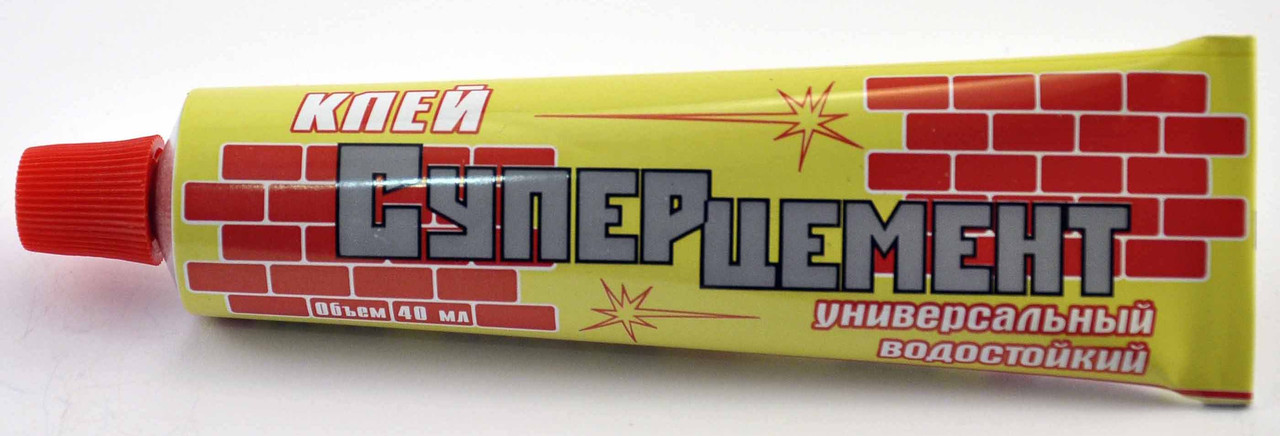 КЛЕЙ
СУПЕРЦЕМЕНТ
Объем 40 мл
универсальный
водостойкий